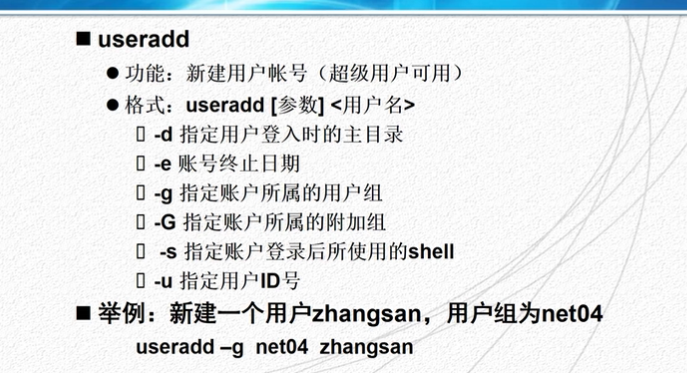 ■ useradd
● 功能：新建用户帐号（超级用户可用）
● 格式：useradd [参数] <用户名>
▯ -d 指定用户登入时的主目录
▯ -e 账号终止日期
▯ -g 指定账户所属的用户组
▯ -G 指定账户所属的附加组
▯ -s 指定账户登录后所使用的shell
▯ -u 指定用户ID号
■ 举例：新建一个用户zhangsan，用户组为net04
useradd –g net04 zhangsan